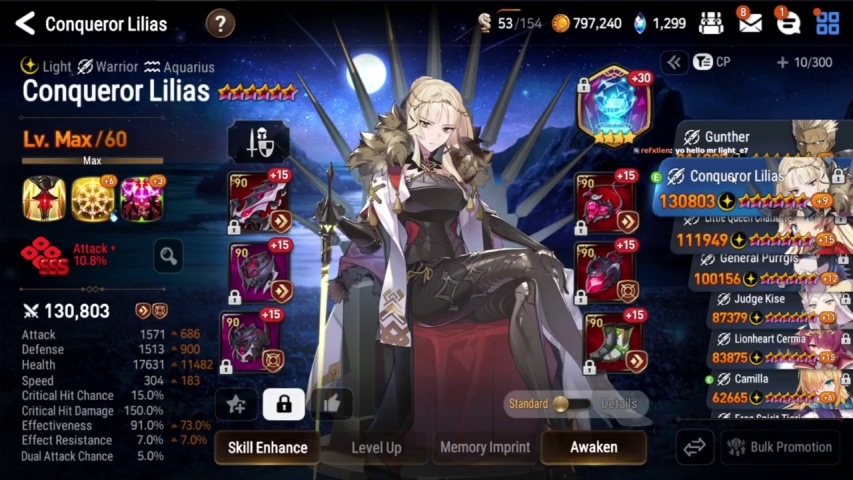 Conqueror Lilias ? 53/154 797,240 1,299 8 1
Light Warrior Aquarius
Conqueror Lilias
CP 10/300
+30
Lv. Max/60
Max
+6 +3
Attack +
10.8%
SSS
130,803
Attack 1571 686
Defense 1513 900
Health 17631 11482
Speed 304 183
Critical Hit Chance 15.0%
Critical Hit Damage 150.0%
Effectiveness 91.0% 73.0%
Effect Resistance 7.0% 7.0%
Dual Attack Chance 5.0%
90 +15
90 +15
90 +15
90 +15
90 +15
90 +15
Gunther
refxlien: yo hello mr light_e7
E Conqueror Lilias
130803 +9
Little Queen
111949 +15
General Purrgis
100156 +12
Judge Kise
87379
Lionheart Cermia
83875 +15
E Camilla
62665 +6
Standard Details
Skill Enhance Level Up Memory Imprint Awaken
Bulk Promotion